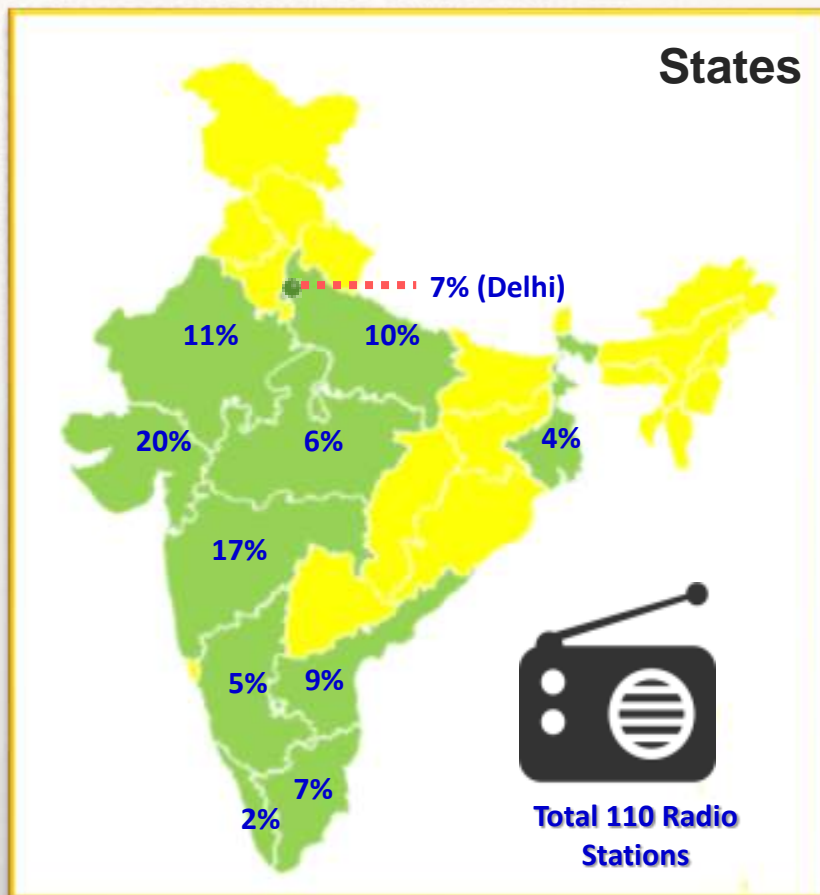 States
7% (Delhi)
11%
10%
20%
6%
4%
17%
5%
9%
7%
2%
Total 110 Radio
Stations